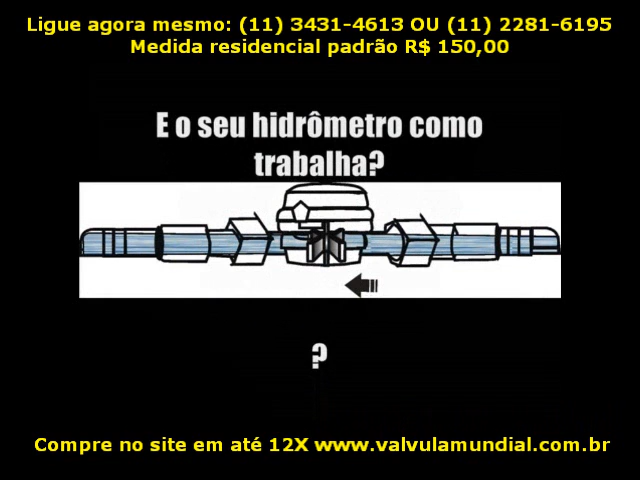 Ligue agora mesmo: (11) 3431-4613 OU (11) 2281-6195
Medida residencial padrão R$ 150,00
E o seu hidrômetro como
trabalha?
?
Compre no site em até 12X www.valvulamundial.com.br